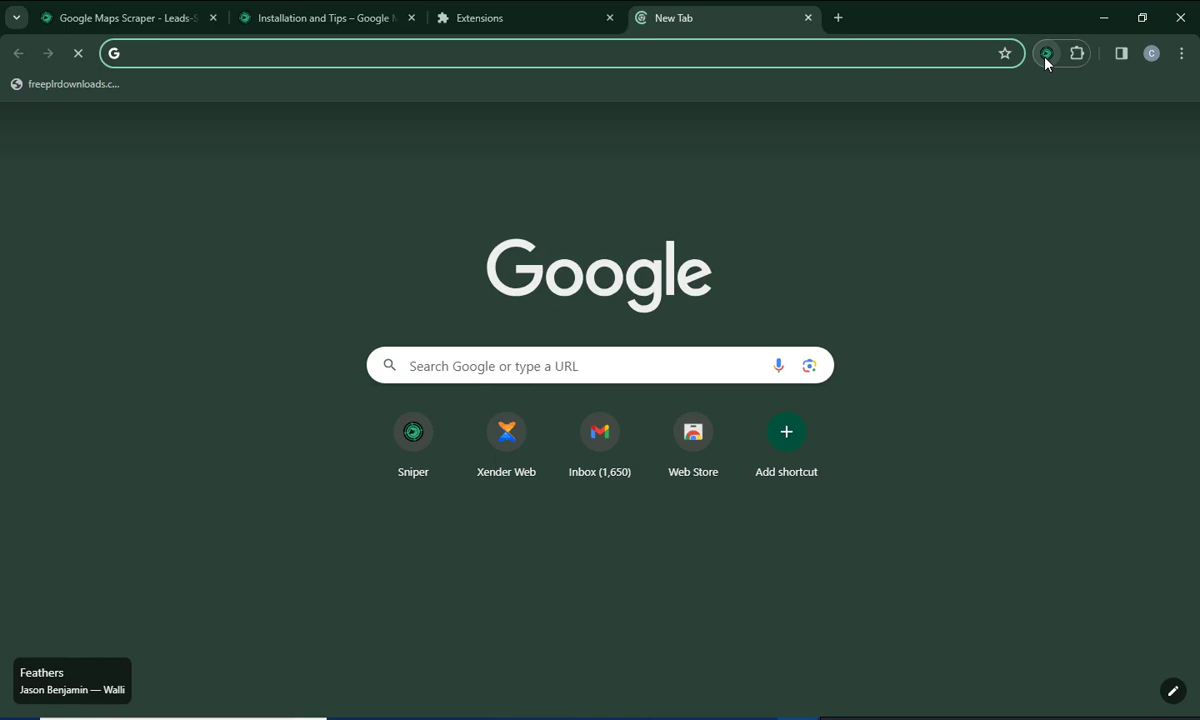 Google Maps Scraper - Leads-S
Installation and Tips – Google M
Extensions
New Tab
freeplrdownloads.c...
Google
Search Google or type a URL
Sniper
Xender Web
Inbox (1,650)
Web Store
Add shortcut
C
Feathers
Jason Benjamin — Walli